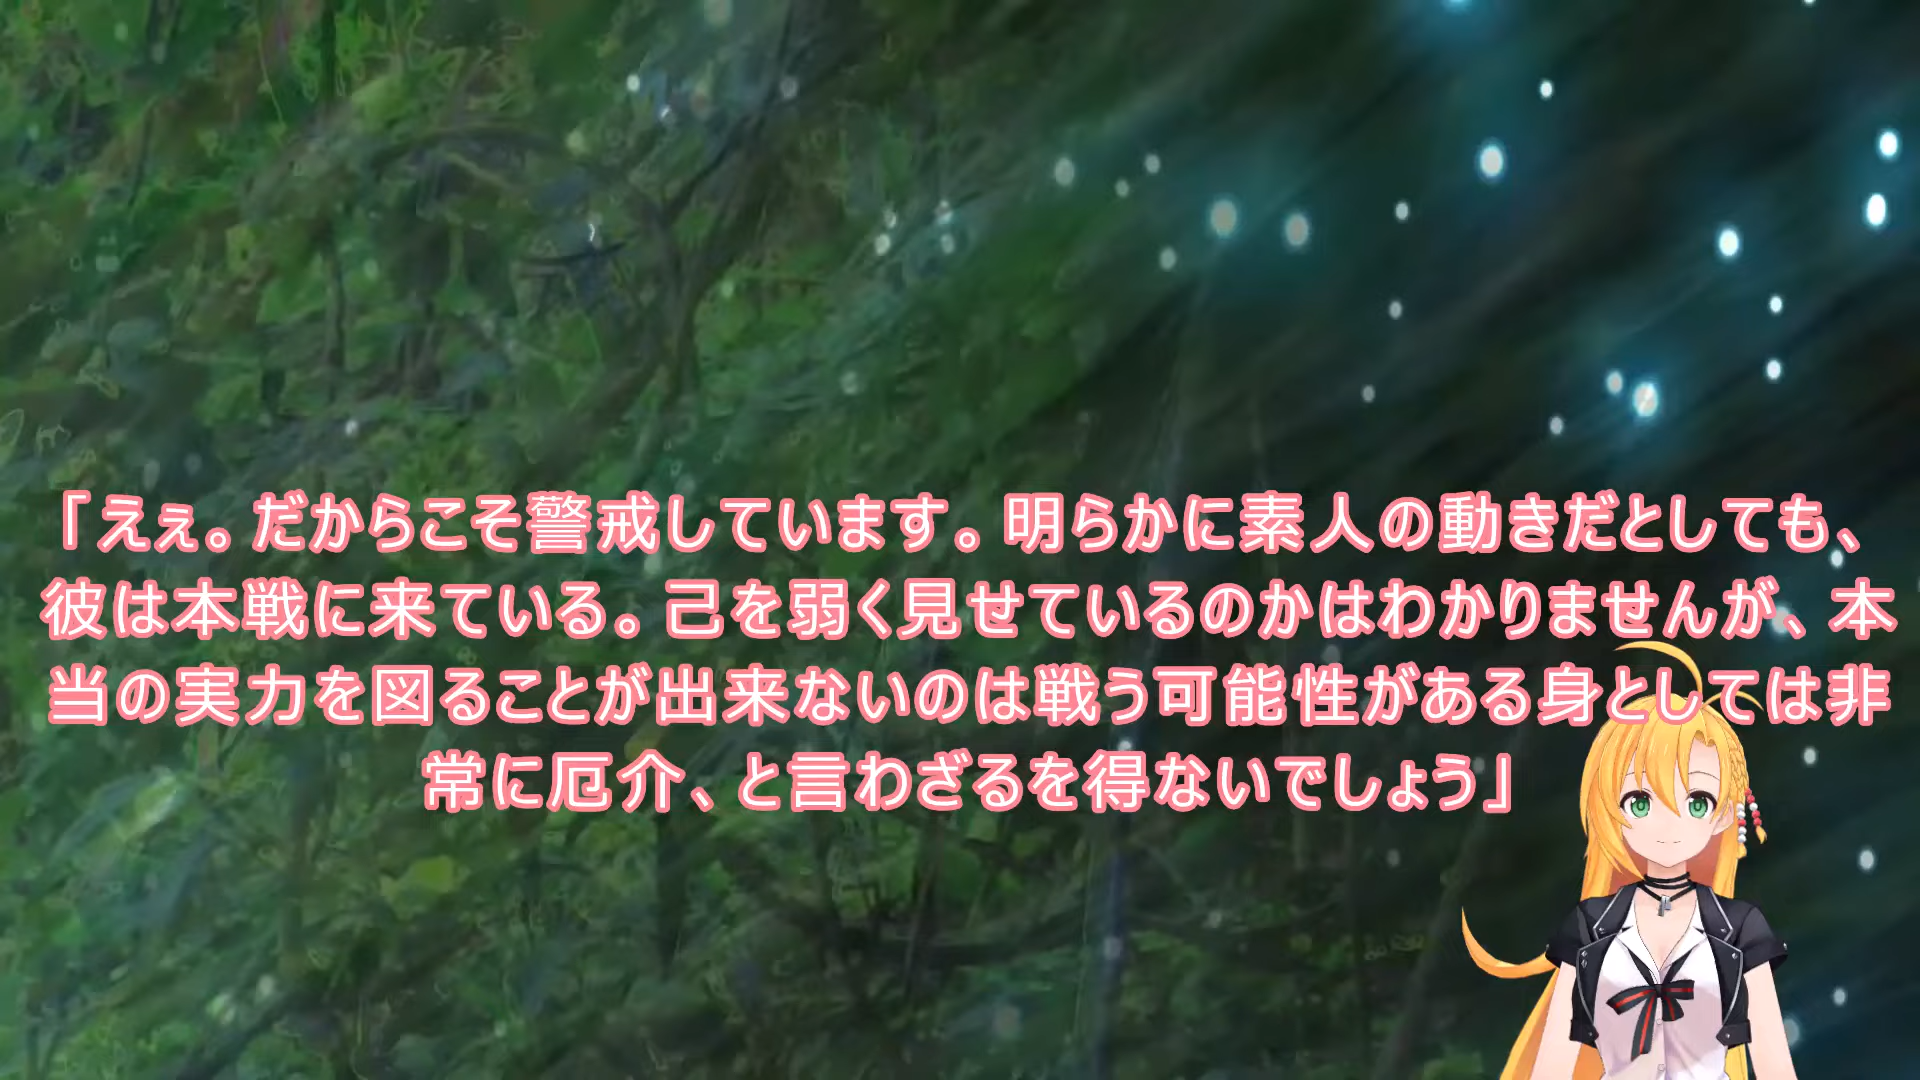 「えぇ。だからこそ警戒しています。明らかに素人の動きだとしても、
彼は本戦に来ている。己を弱く見せているのかはわかりませんが、本
当の実力を図ることが出来ないのは戦う可能性がある身としては非
常に厄介、と言わざるを得ないでしょう」